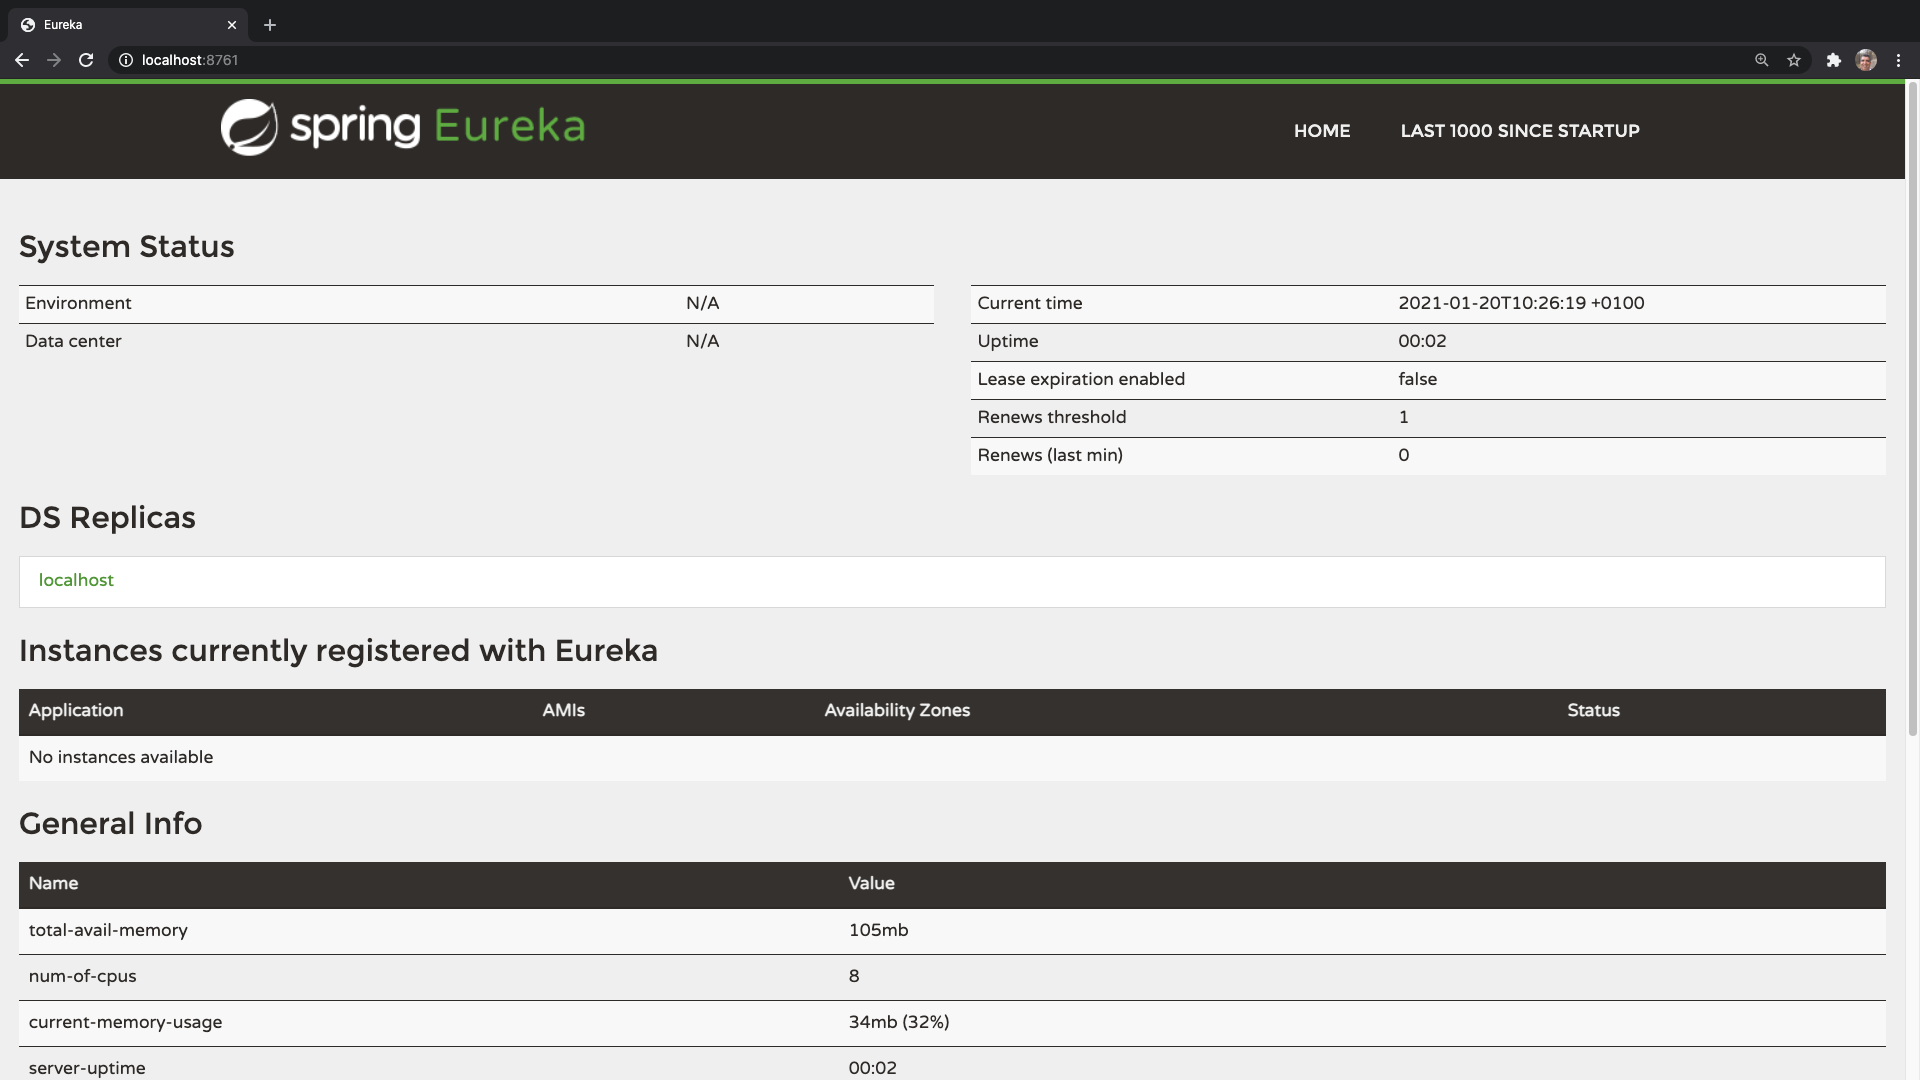 Eureka
localhost:8761
spring Eureka
HOME LAST 1000 SINCE STARTUP
System Status
Environment N/A
Data center N/A
Current time 2021-01-20T10:26:19 +0100
Uptime 00:02
Lease expiration enabled false
Renews threshold 1
Renews (last min) 0
DS Replicas
localhost
Instances currently registered with Eureka
Application AMIs Availability Zones Status
No instances available
General Info
Name Value
total-avail-memory 105mb
num-of-cpus 8
current-memory-usage 34mb (32%)
server-uptime 00:02